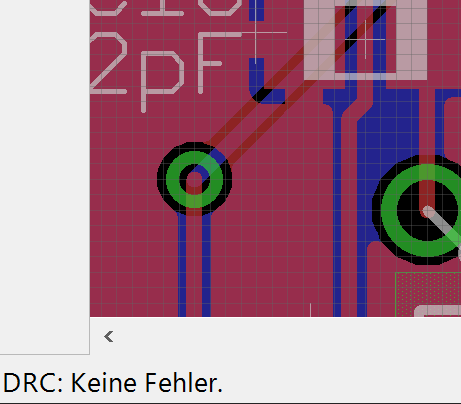 2pF
DRC: Keine Fehler.